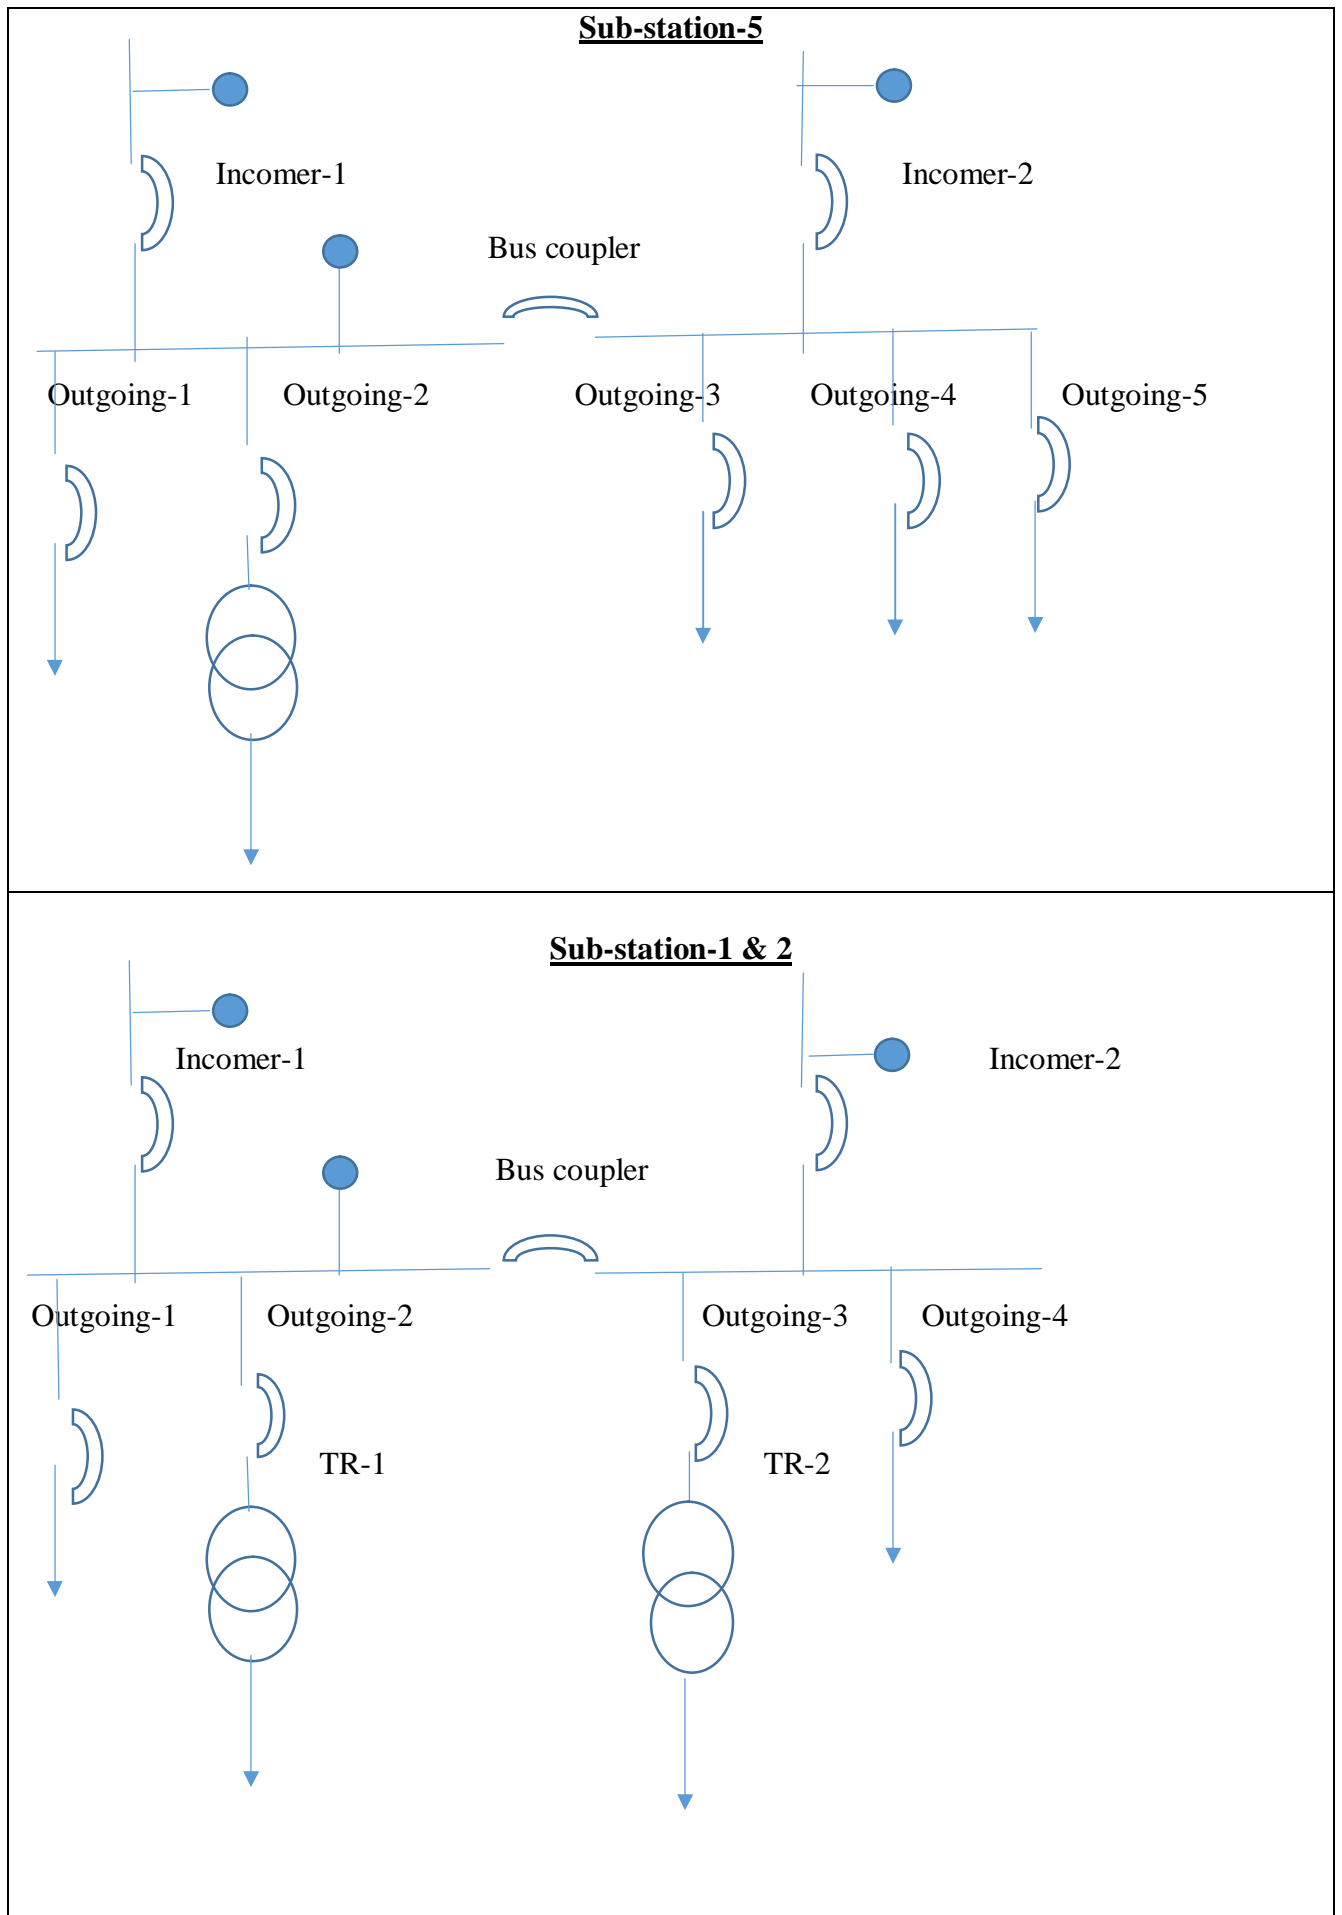 Sub-station-5
Incomer-1
Incomer-2
Bus coupler
Outgoing-1
Outgoing-2
Outgoing-3
Outgoing-4
Outgoing-5
Sub-station-1 & 2
Incomer-1
Incomer-2
Bus coupler
Outgoing-1
Outgoing-2
Outgoing-3
Outgoing-4
TR-1
TR-2